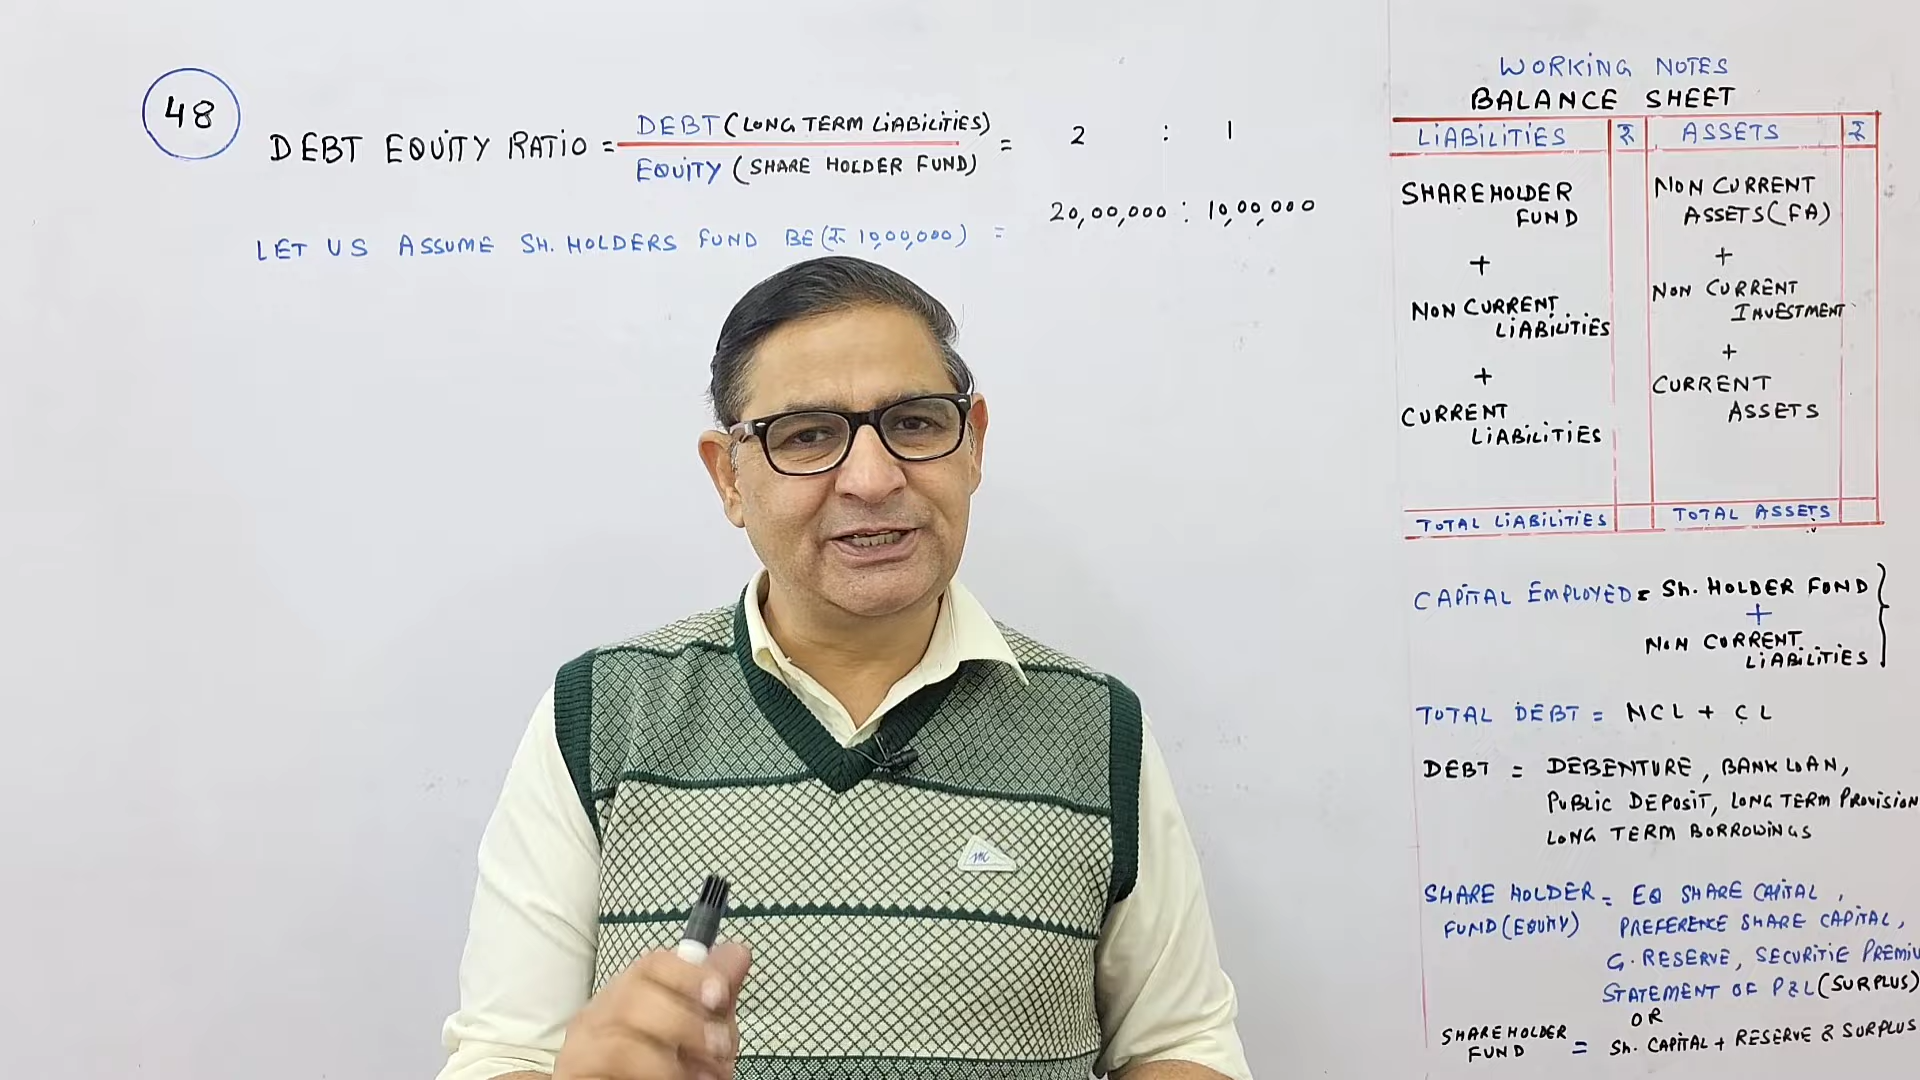 48
DEBT EQUITY RATIO = DEBT (LONG TERM LIABILITIES) = 2 : 1
EQUITY (SHARE HOLDER FUND)
20,00,000 : 10,00,000
LET US ASSUME SH. HOLDERS FUND BE (₹ 10,00,000) =
WORKING NOTES
BALANCE SHEET
LIABILITIES ₹ ASSETS ₹
SHAREHOLDER
FUND
+
NON CURRENT
LIABILITIES
+
CURRENT
LIABILITIES
TOTAL LIABILITIES
NON CURRENT
ASSETS (FA)
+
NON CURRENT
INVESTMENT
+
CURRENT
ASSETS
TOTAL ASSETS
CAPITAL EMPLOYED = Sh. HOLDER FUND
+
NON CURRENT
LIABILITIES
TOTAL DEBT = NCL + CL
DEBT = DEBENTURE, BANK LOAN,
PUBLIC DEPOSIT, LONG TERM PROVISION
LONG TERM BORROWINGS
SHARE HOLDER = EQ SHARE CAPITAL,
FUND (EQUITY) PREFERENCE SHARE CAPITAL,
G. RESERVE, SECURITIE PREMIU
STATEMENT OF P&L (SURPLUS)
OR
SHAREHOLDER
FUND = Sh. CAPITAL + RESERVE & SURPLUS